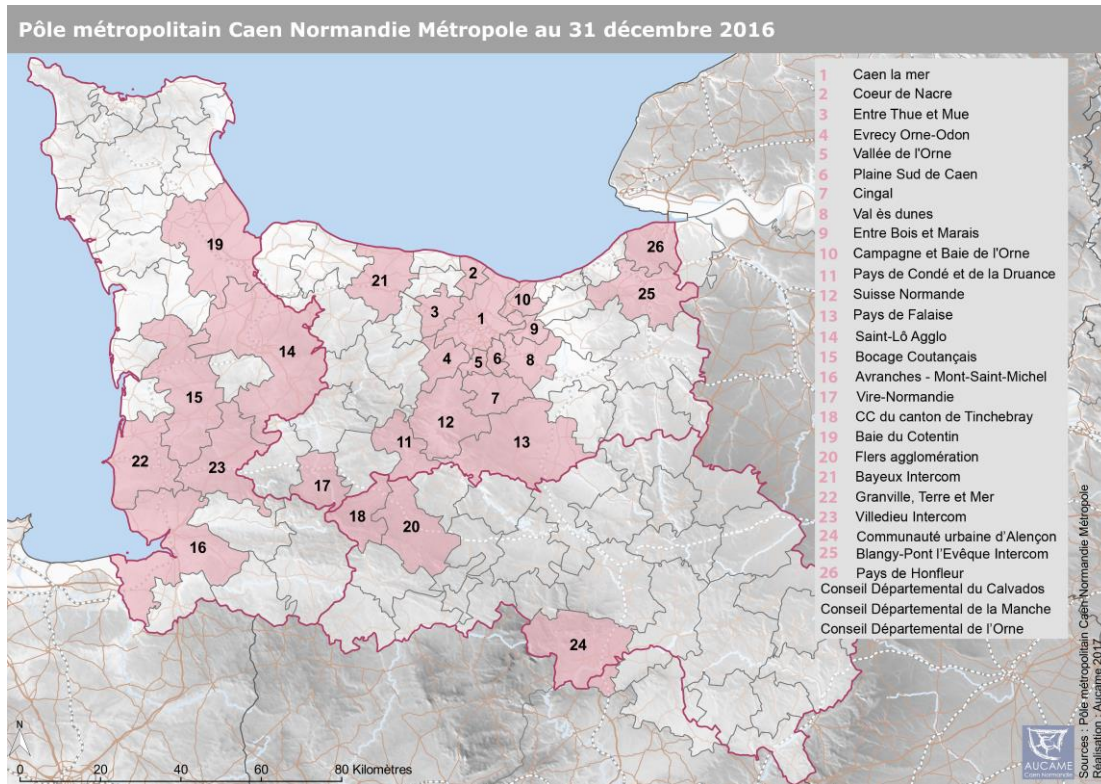 Pôle métropolitain Caen Normandie Métropole au 31 décembre 2016
1 Caen la mer
2 Coeur de Nacre
3 Entre Thue et Mue
4 Evrecy Orne-Odon
5 Vallée de l'Orne
6 Plaine Sud de Caen
7 Cingal
8 Val ès dunes
9 Entre Bois et Marais
10 Campagne et Baie de l'Orne
11 Pays de Condé et de la Druance
12 Suisse Normande
13 Pays de Falaise
14 Saint-Lô Agglo
15 Bocage Coutançais
16 Avranches - Mont-Saint-Michel
17 Vire-Normandie
18 CC du canton de Tinchebray
19 Baie du Cotentin
20 Flers agglomération
21 Bayeux Intercom
22 Granville, Terre et Mer
23 Villedieu Intercom
24 Communauté urbaine d'Alençon
25 Blangy-Pont l'Evêque Intercom
26 Pays de Honfleur
Conseil Départemental du Calvados
Conseil Départemental de la Manche
Conseil Départemental de l'Orne
19
26
21
2
25
10
3
1
9
14
4
5
6
8
15
7
12
11
13
22
23
17
18
20
16
24
N
0 20 40 80 Kilomètres
AUCAME
Caen Normandie
Sources : Pôle métropolitain Caen Normandie Métropole
Réalisation : Aucame 2017